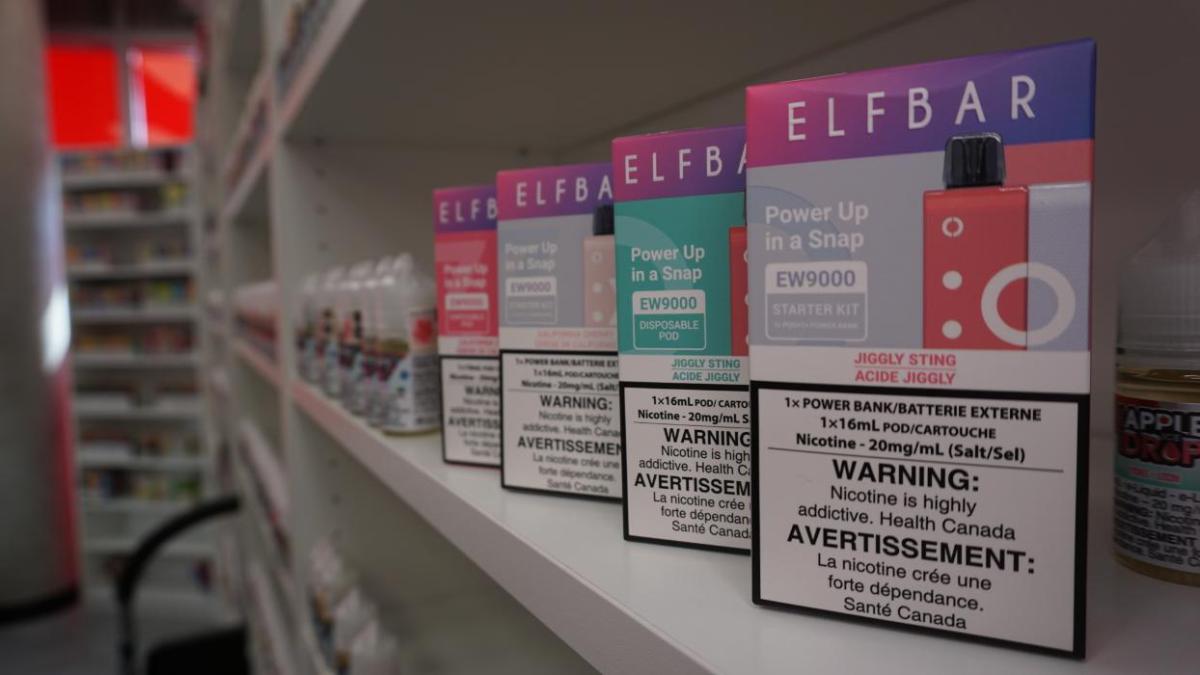 ELFBAR
Power Up
in a Snap
EW9000
STARTER KIT
JIGGLY STING
ACIDE JIGGLY
1× POWER BANK/BATTERIE EXTERNE
1×16mL POD/CARTOUCHE
Nicotine - 20mg/mL (Salt/Sel)
WARNING:
Nicotine is highly
addictive. Health Canada
AVERTISSEMENT:
La nicotine crée une
forte dépendance.
Santé Canada
ELFBA
Power Up
in a Snap
EW9000
DISPOSABLE
POD
JIGGLY STING
ACIDE JIGGLY
1×16mL POD/ CARTO
Nicotine - 20mg/mL S
WARNING
Nicotine is high
addictive. Health C
AVERTISSEM
La nicotine crée
forte dépendan
Santé Canada
ELFBA
Power Up
in a Snap
EW9000
STARTER KIT
1× POWER BANK/BATTERIE EXT
1×16mL POD/CARTOUCHE
Nicotine - 20mg/mL (Salt/
WARNING:
Nicotine is highly
addictive. Health Cana
AVERTISSEMEN
La nicotine crée une
forte dépendance.
Santé Canada
ELFB
Power Up
in a Snap
EW9000
DISPOSABLE
POD
APPLE
DROP